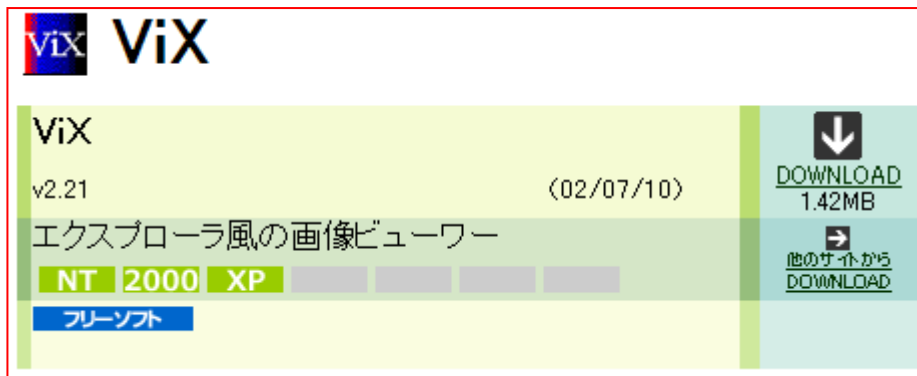 ViX ViX
ViX
v2.21 (02/07/10)
DOWNLOAD
1.42MB
エクスプローラ風の画像ビューワー
NT 2000 XP
他のサイトから
DOWNLOAD
フリーソフト